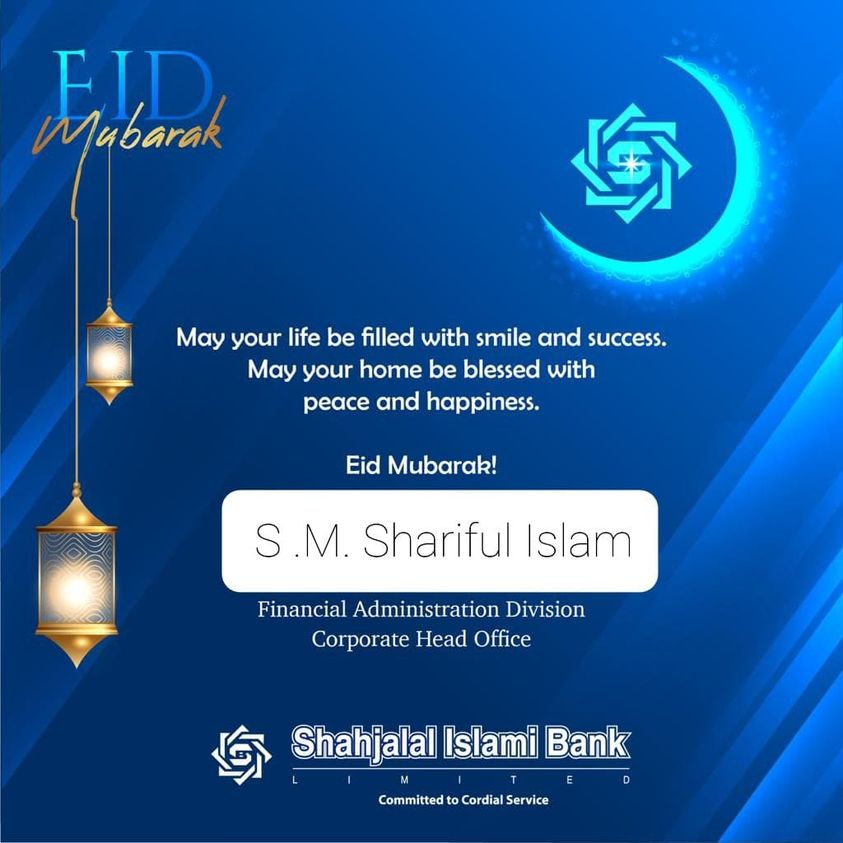 EID
Mubarak
May your life be filled with smile and success.
May your home be blessed with
peace and happiness.
Eid Mubarak!
S .M. Shariful Islam
Financial Administration Division
Corporate Head Office
Shahjalal Islami Bank
LIMITED
Committed to Cordial Service